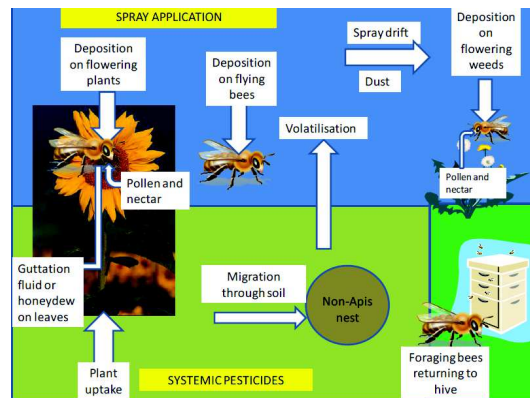 SPRAY APPLICATION
Deposition
on flowering
plants
Deposition
on flying
bees
Spray drift
Dust
Deposition
on
flowering
weeds
Volatilisation
Pollen and
nectar
Pollen and
nectar
Guttation
fluid or
honeydew
on leaves
Migration
through soil
Non-Apis
nest
Plant
uptake
SYSTEMIC PESTICIDES
Foraging bees
returning to
hive